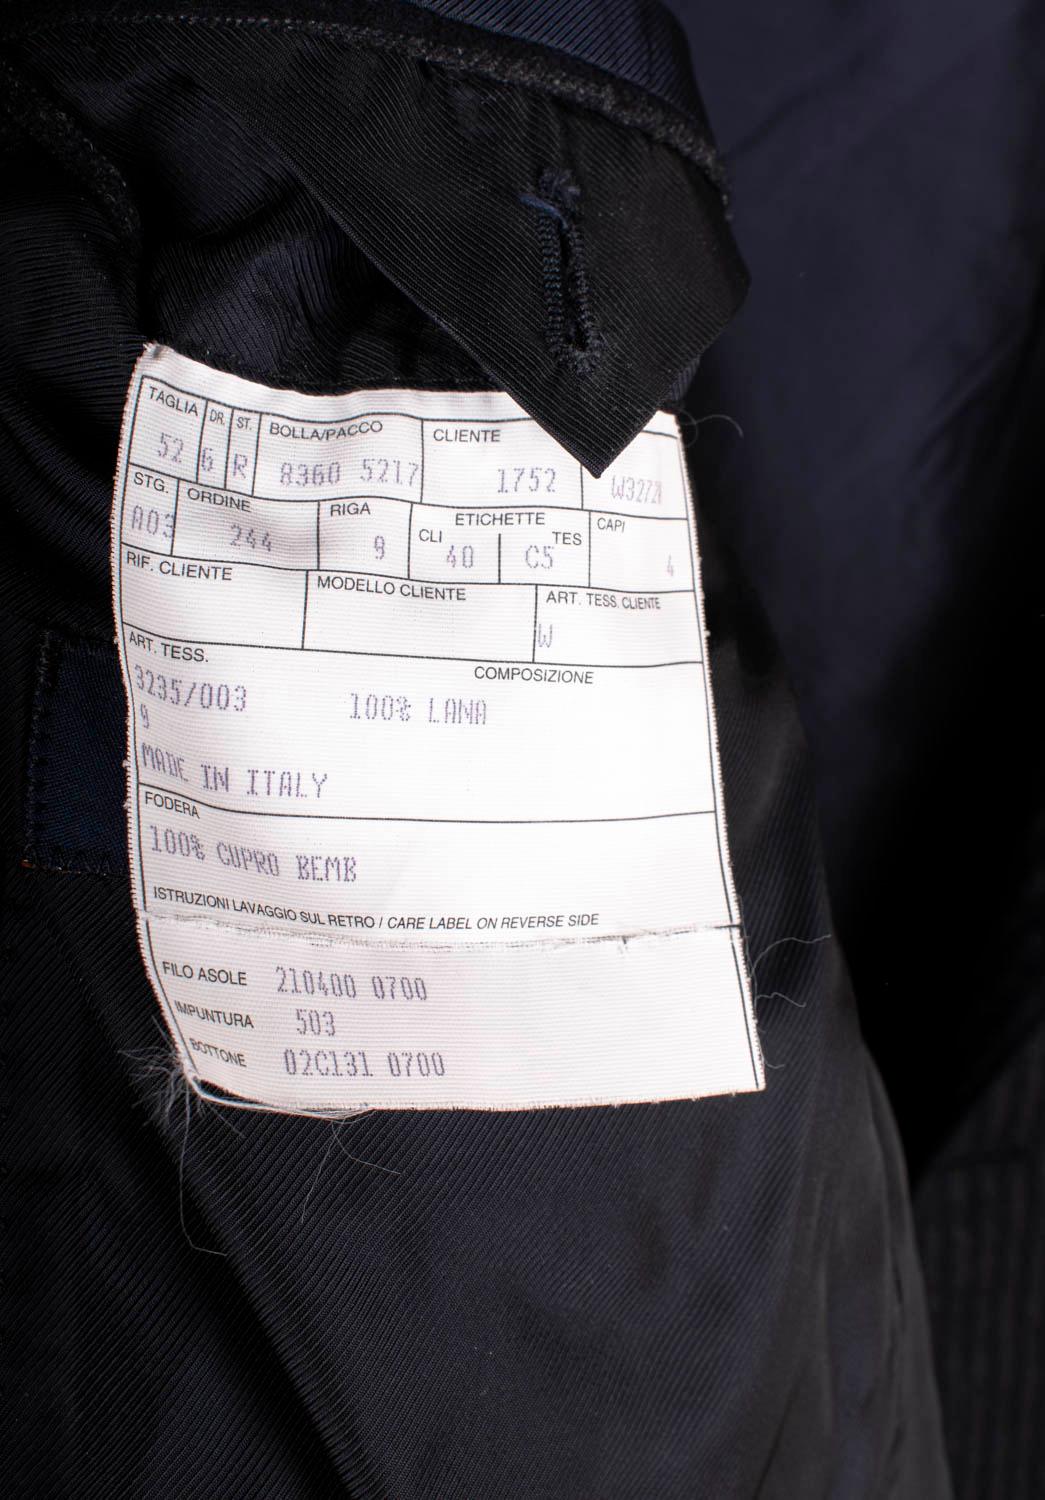 TAGLIA DR. ST. BOLLA/PACCO CLIENTE
52 6 R 8360 5217 1752
STG. ORDINE RIGA ETICHETTE CAPI
CLI TES
A03 244 9 40 C5 4
RIF. CLIENTE MODELLO CLIENTE ART. TESS. CLIENTE
W
ART. TESS. COMPOSIZIONE
3235/003 100% LANA
9
MADE IN ITALY
FODERA
100% CUPRO BEMB
ISTRUZIONI LAVAGGIO SUL RETRO / CARE LABEL ON REVERSE SIDE
FILO ASOLE 210400 0700
IMPUNTURA 503
BOTTONE 02C131 0700